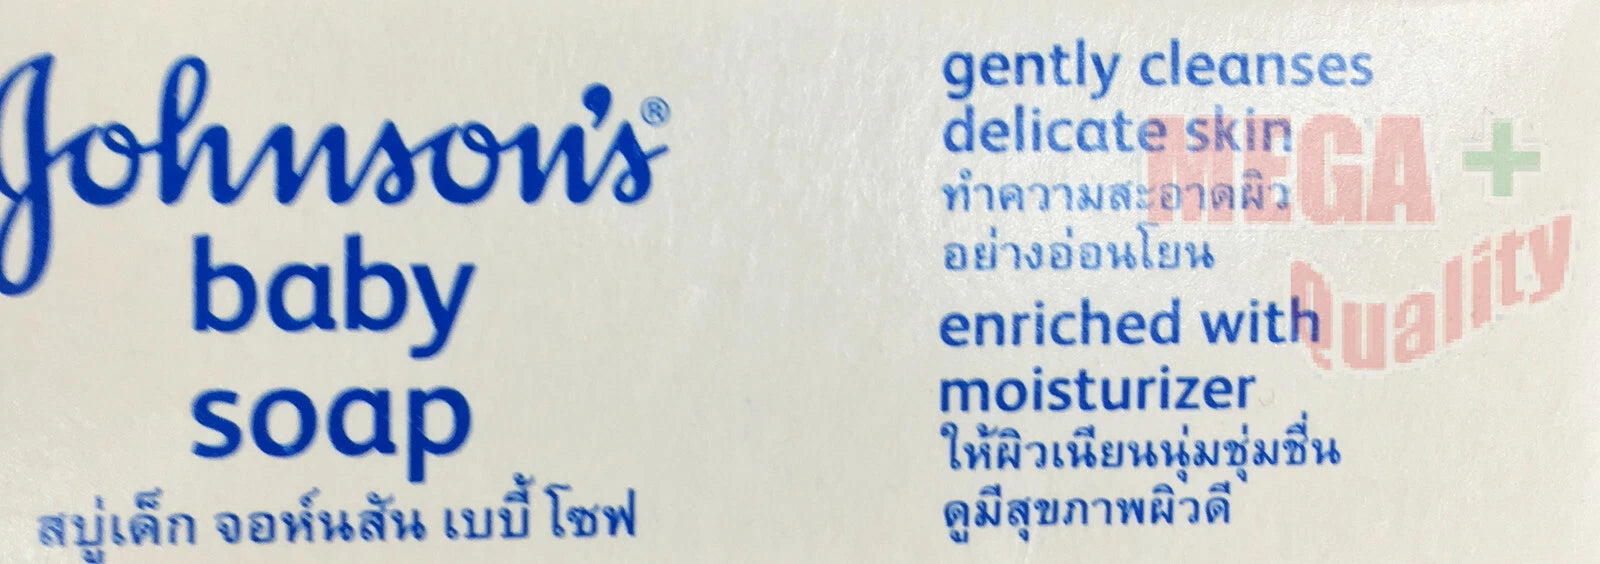 Johnson's®
baby
soap
สบู่เด็ก จอห์นสัน เบบี้ โซฟ
gently cleanses
delicate skin
ทำความสะอาดผิว
อย่างอ่อนโยน
enriched with
moisturizer
ให้ผิวเนียนนุ่มชุ่มชื่น
ดูมีสุขภาพผิวดี
MEGA +
Quality